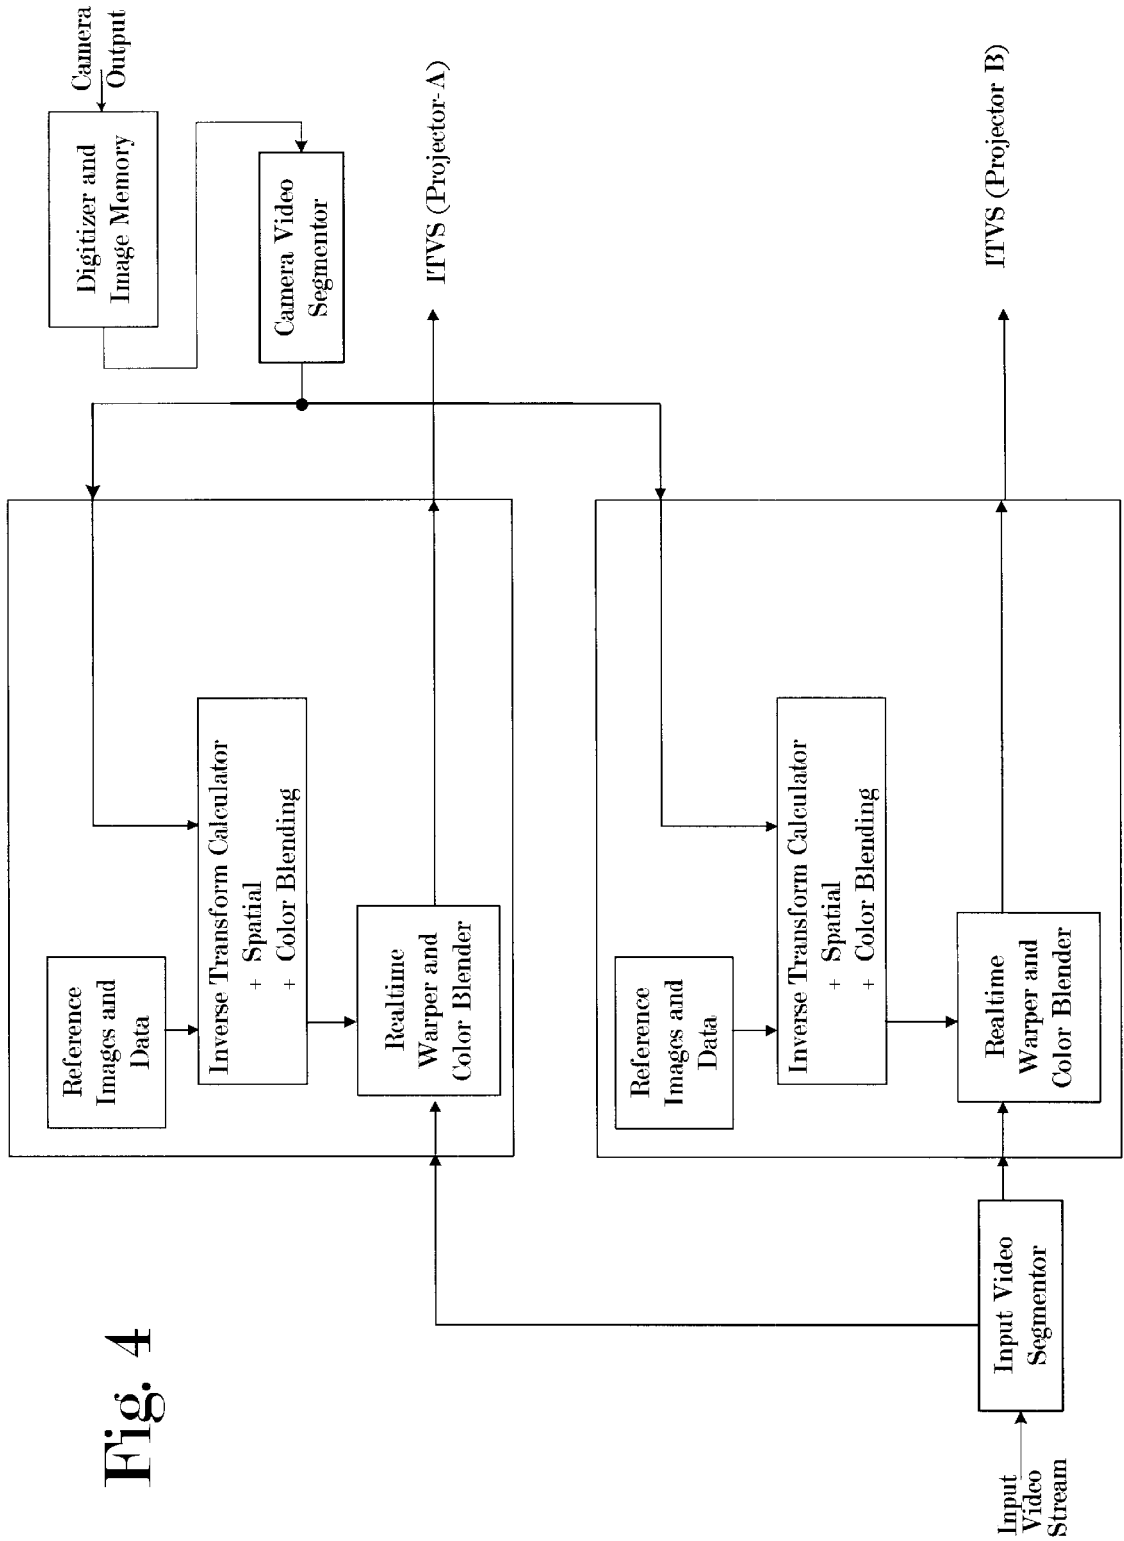 Fig. 4
Camera
Output
Digitizer and
Image Memory
Camera Video
Segmentor
ITVS (Projector-A)
Reference
Images and
Data
Inverse Transform Calculator
+ Spatial
+ Color Blending
Realtime
Warper and
Color Blender
ITVS (Projector B)
Reference
Images and
Data
Inverse Transform Calculator
+ Spatial
+ Color Blending
Realtime
Warper and
Color Blender
Input Video
Segmentor
Input
Video
Stream